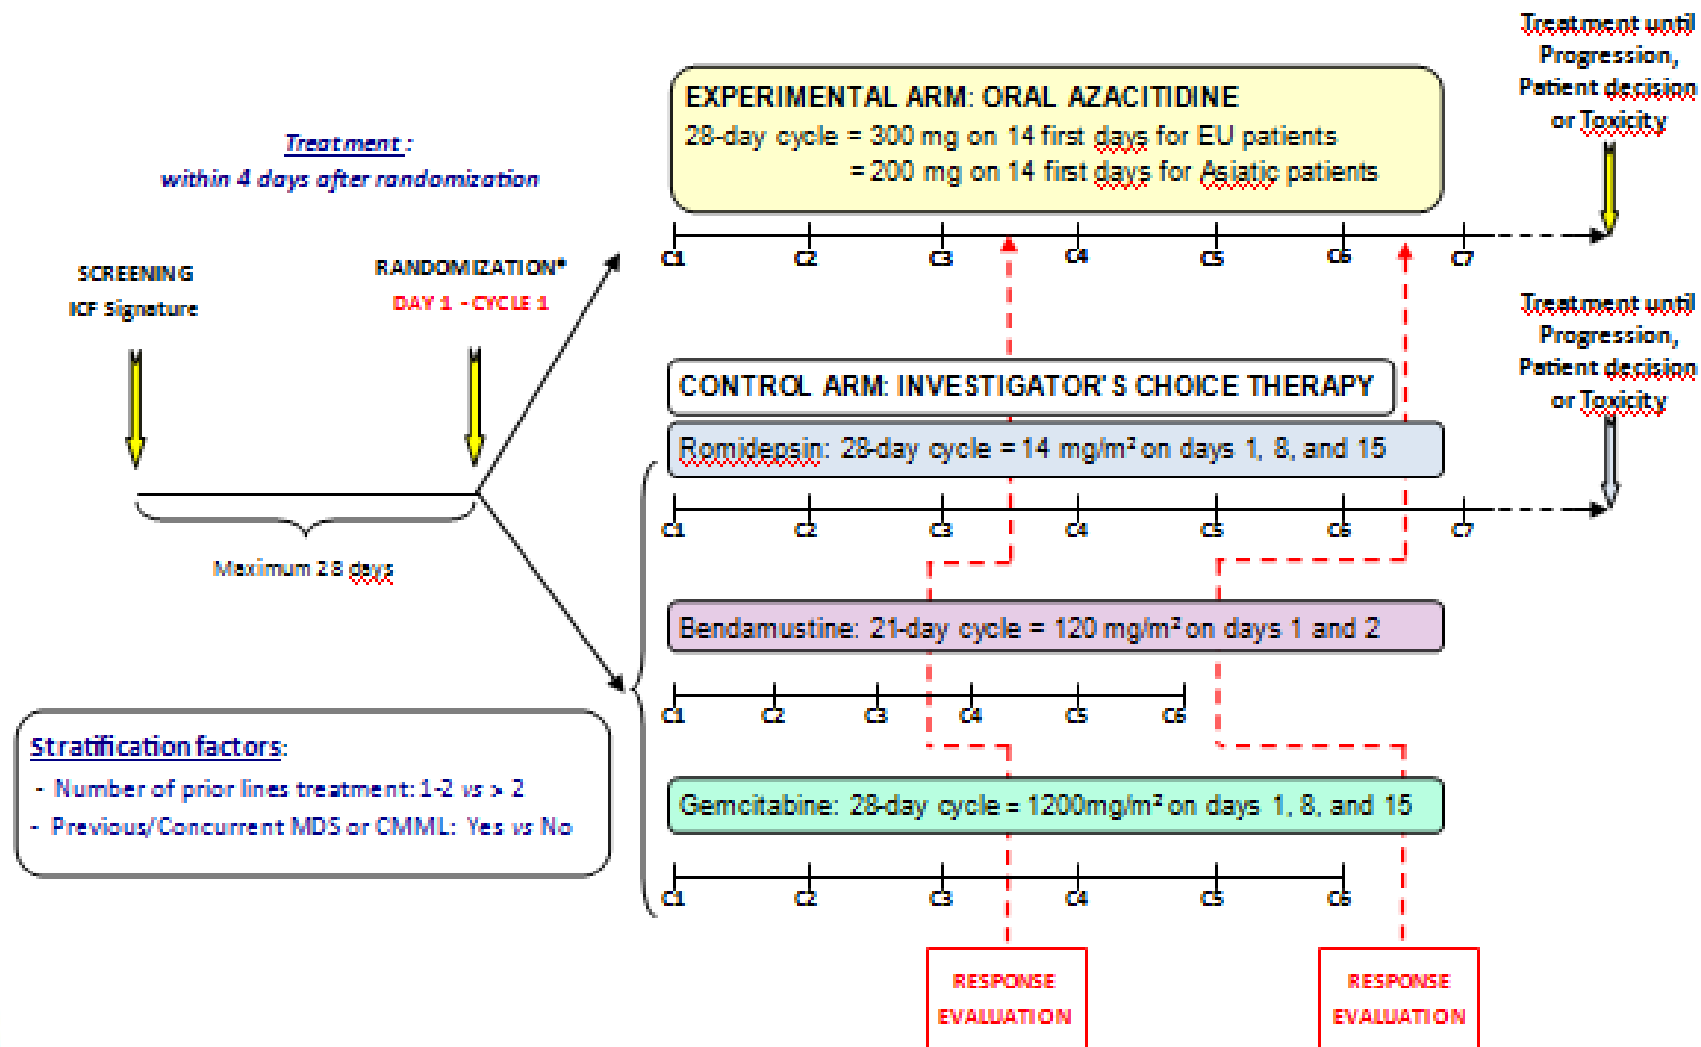 Treatment until
Progression,
Patient decision
or Toxicity
EXPERIMENTAL ARM: ORAL AZACITIDINE
28-day cycle = 300 mg on 14 first days for EU patients
= 200 mg on 14 first days for Asiatic patients
Treatment :
within 4 days after randomization
C1 C2 C3 C4 C5 C6 C7
SCREENING
ICF Signature
RANDOMIZATION*
DAY 1 - CYCLE 1
Treatment until
Progression,
Patient decision
or Toxicity
CONTROL ARM: INVESTIGATOR'S CHOICE THERAPY
Romidepsin: 28-day cycle = 14 mg/m² on days 1, 8, and 15
C1 C2 C3 C4 C5 C6 C7
Maximum 28 days
Bendamustine: 21-day cycle = 120 mg/m² on days 1 and 2
C1 C2 C3 C4 C5 C6
Stratification factors:
- Number of prior lines treatment: 1-2 vs > 2
- Previous/Concurrent MDS or CMML: Yes vs No
Gemcitabine: 28-day cycle = 1200mg/m² on days 1, 8, and 15
C1 C2 C3 C4 C5 C6
RESPONSE
EVALUATION
RESPONSE
EVALUATION